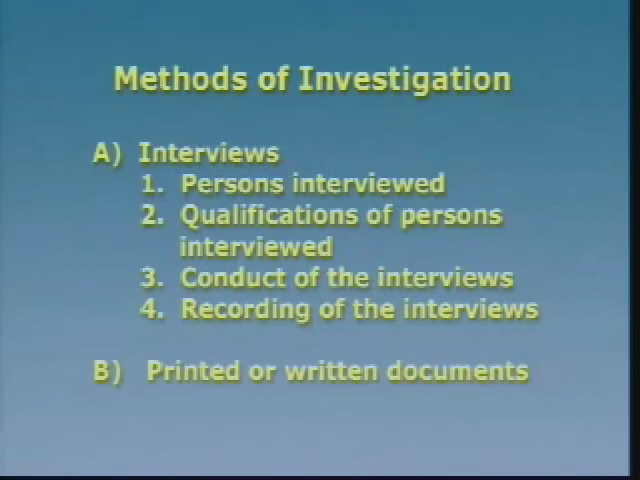 Methods of Investigation
A) Interviews
1. Persons interviewed
2. Qualifications of persons
interviewed
3. Conduct of the interviews
4. Recording of the interviews
B) Printed or written documents